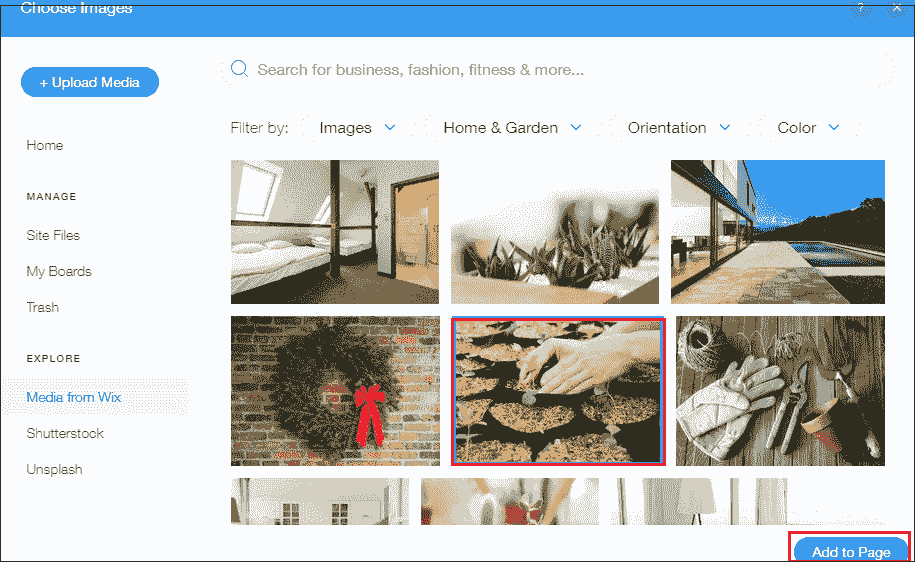 Choose Images
?
+ Upload Media
Search for business, fashion, fitness & more...
Filter by: Images Home & Garden Orientation Color
Home
MANAGE
Site Files
My Boards
Trash
EXPLORE
Media from Wix
Shutterstock
Unsplash
Add to Page